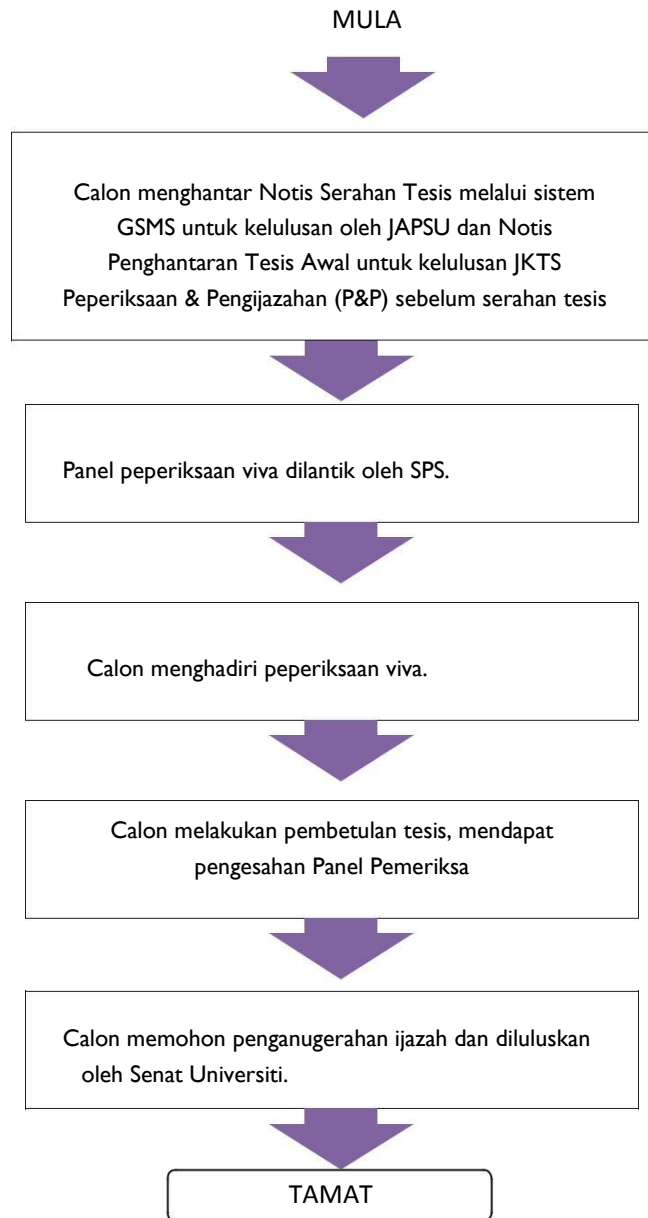 MULA
Calon menghantar Notis Serahan Tesis melalui sistem
GSMS untuk kelulusan oleh JAPSU dan Notis
Penghantaran Tesis Awal untuk kelulusan JKTS
Peperiksaan & Pengijazahan (P&P) sebelum serahan tesis
Panel peperiksaan viva dilantik oleh SPS.
Calon menghadiri peperiksaan viva.
Calon melakukan pembetulan tesis, mendapat
pengesahan Panel Pemeriksa
Calon memohon penganugerahan ijazah dan diluluskan
oleh Senat Universiti.
TAMAT